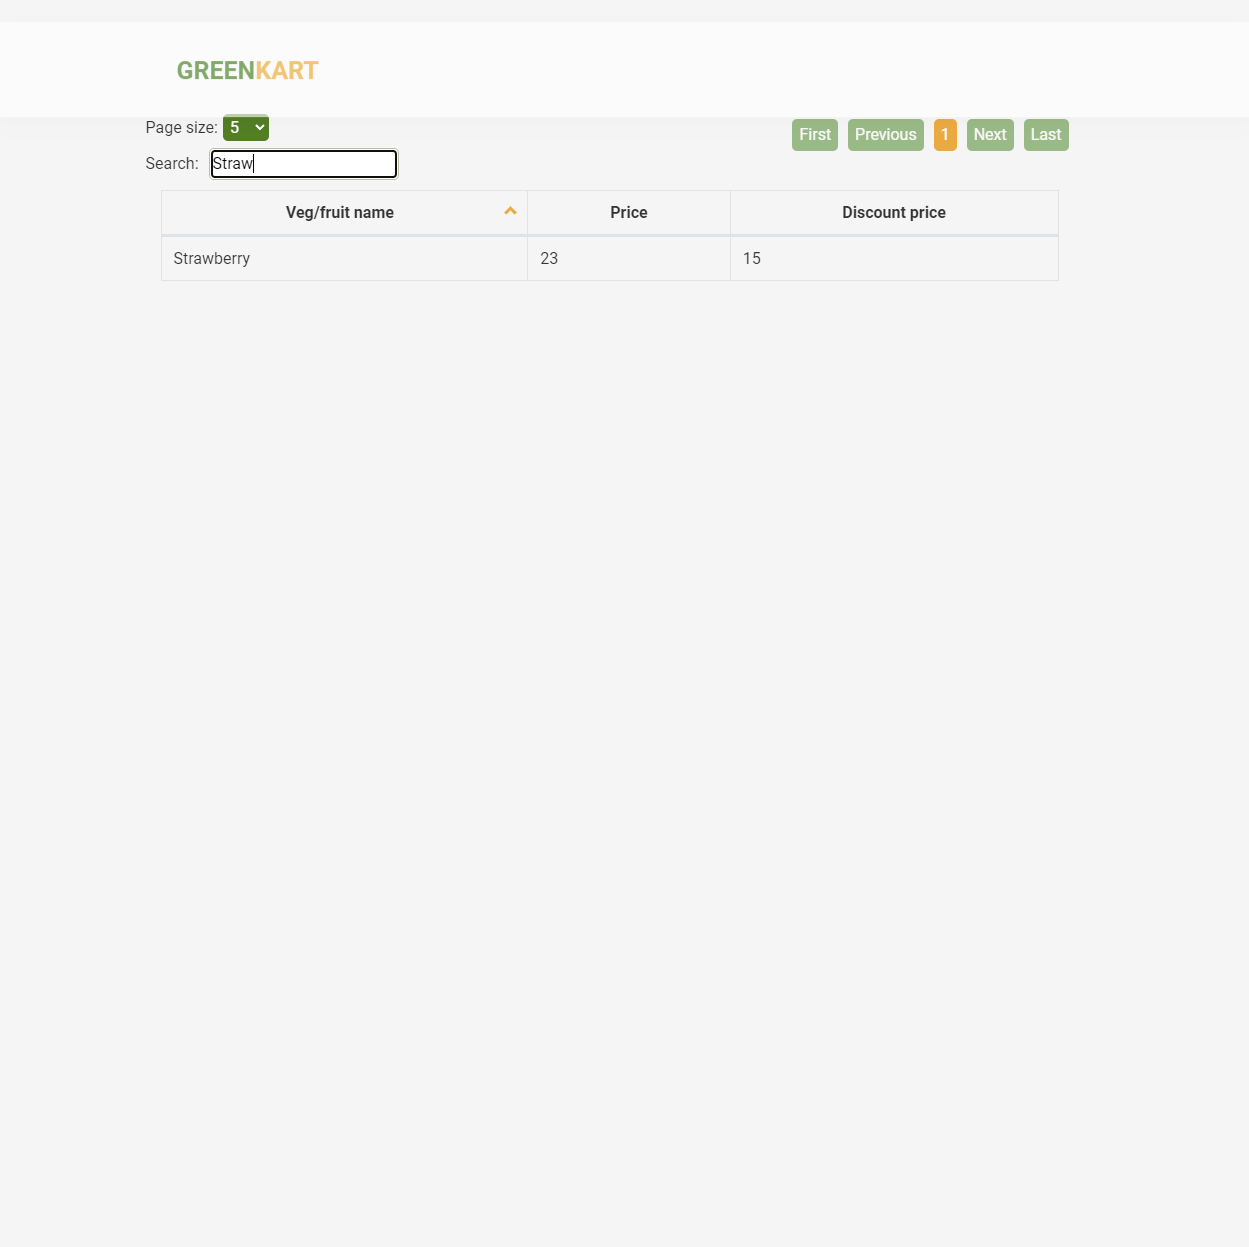 GREENKART
Page size: 5
First Previous 1 Next Last
Search: Straw
Veg/fruit name Price Discount price
Strawberry 23 15